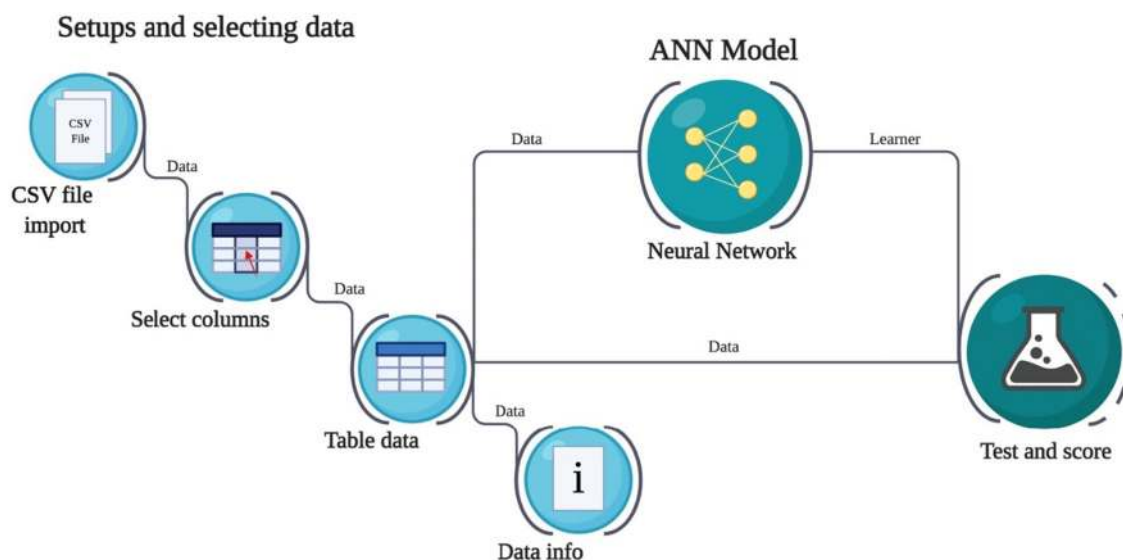 Setups and selecting data
CSV
File
CSV file
import
Data
Select columns
Data
Table data
Data
i
Data info
ANN Model
Data
Neural Network
Learner
Data
Test and score